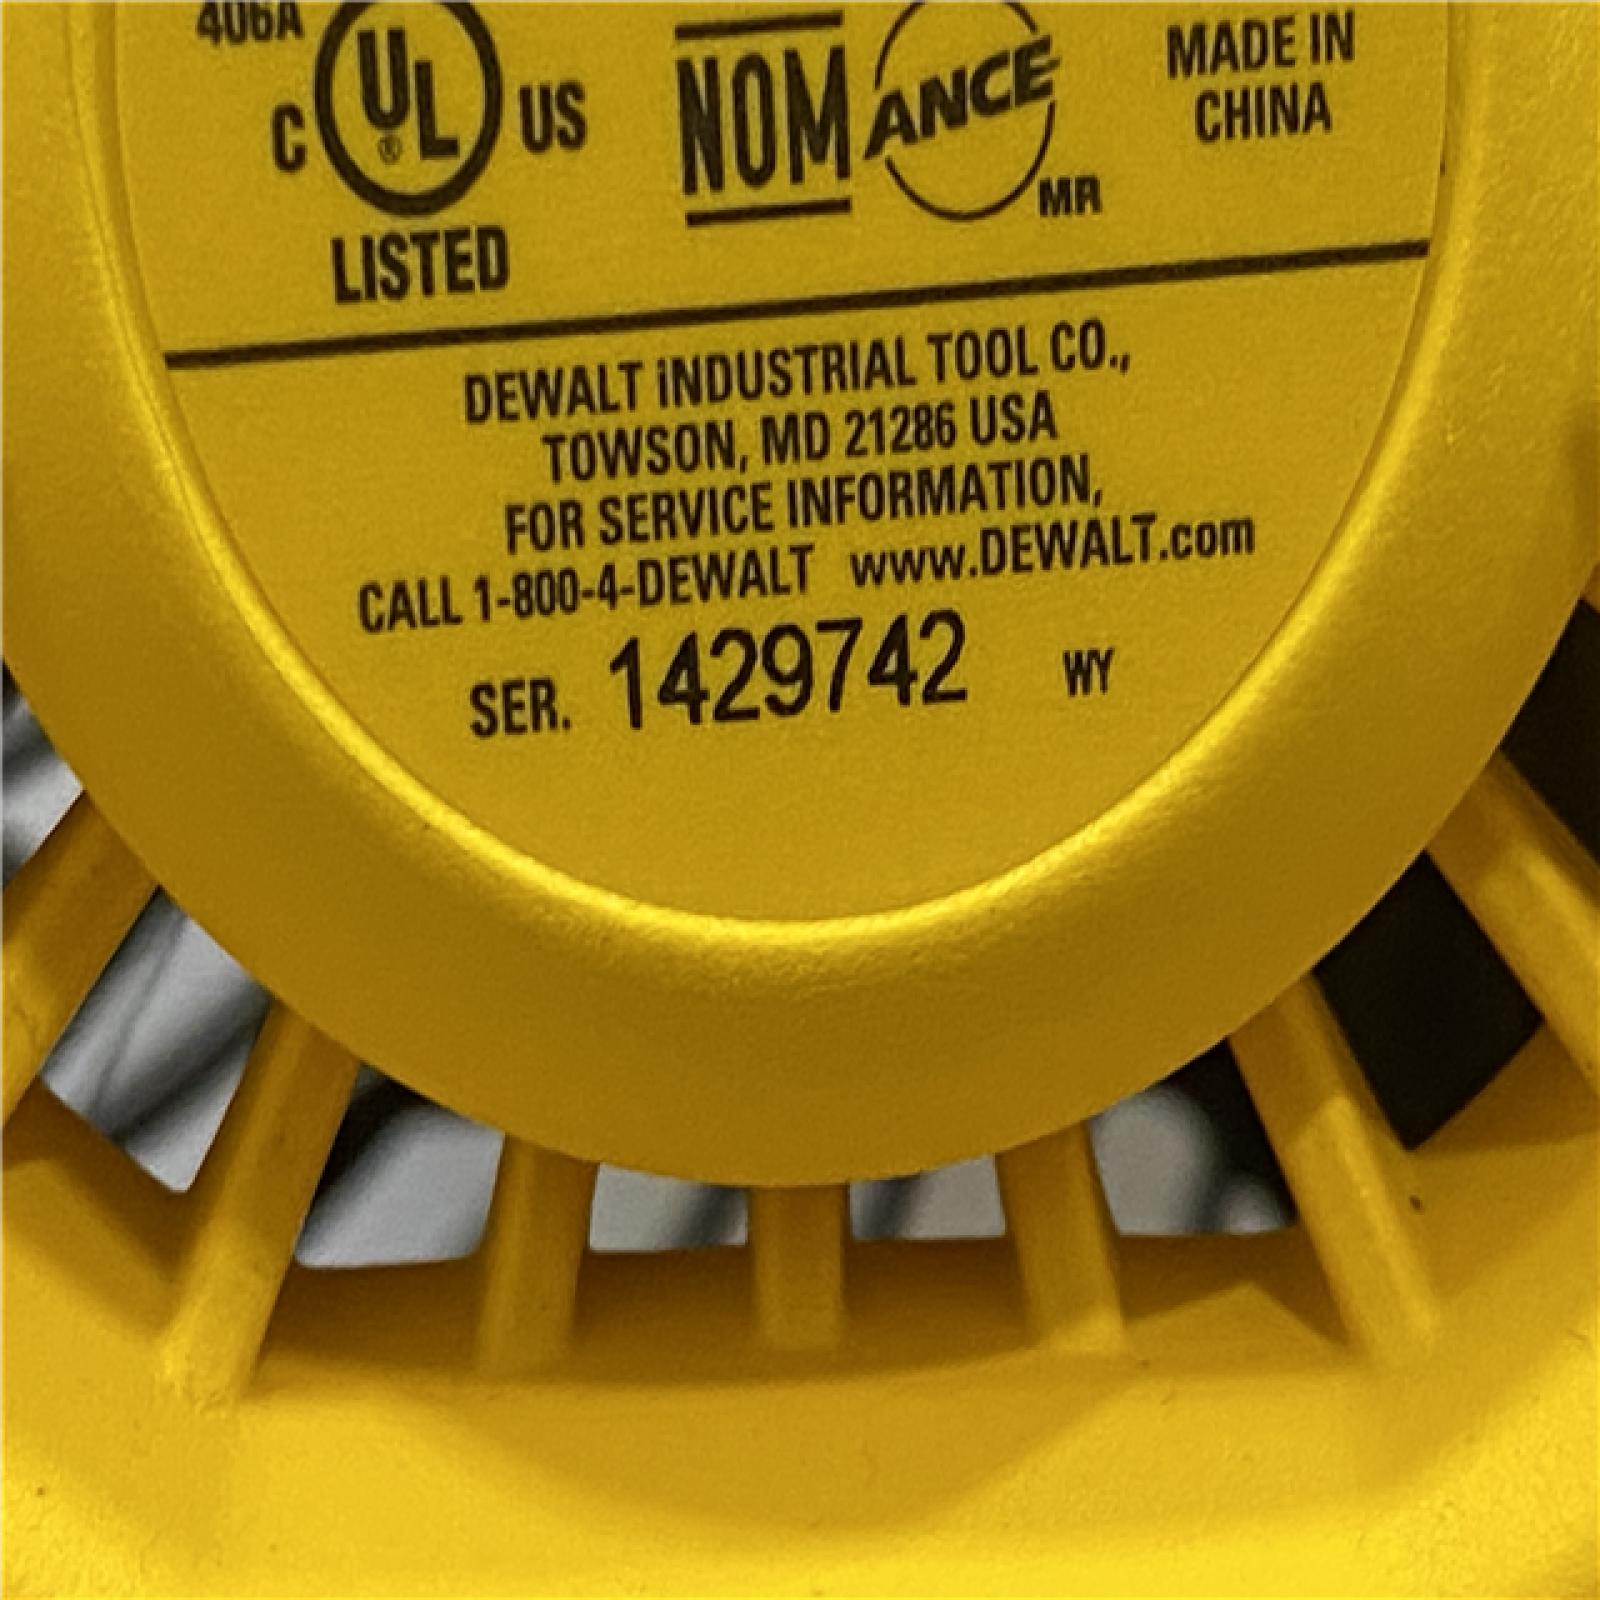 406A
C UL® US
LISTED
NOM ANCE MR
MADE IN
CHINA
DEWALT iNDUSTRIAL TOOL CO.,
TOWSON, MD 21286 USA
FOR SERVICE INFORMATION,
CALL 1-800-4-DEWALT www.DEWALT.com
SER. 1429742 WY